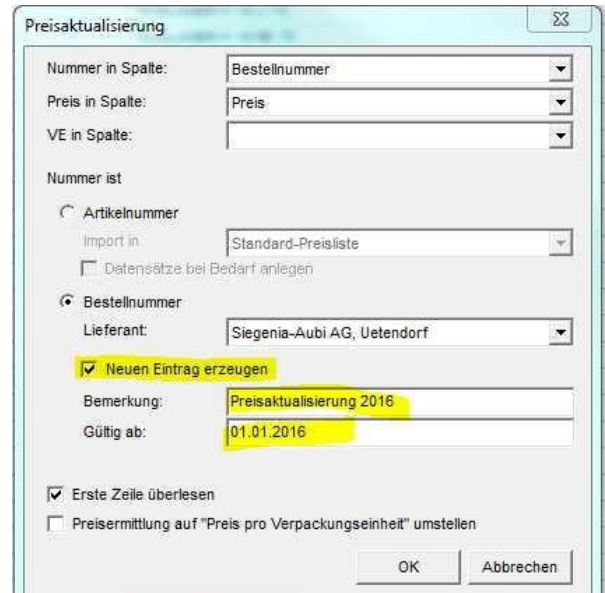 Preisaktualisierung
Nummer in Spalte: Bestellnummer
Preis in Spalte: Preis
VE in Spalte:
Nummer ist
Artikelnummer
Import in Standard-Preisliste
Datensätze bei Bedarf anlegen
Bestellnummer
Lieferant: Siegenia-Aubi AG, Uetendorf
Neuen Eintrag erzeugen
Bemerkung: Preisaktualisierung 2016
Gültig ab: 01.01.2016
Erste Zeile überlesen
Preisermittlung auf "Preis pro Verpackungseinheit" umstellen
OK Abbrechen